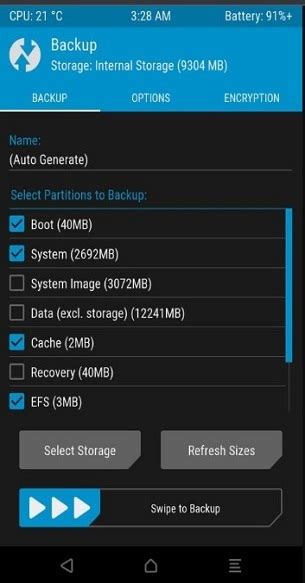 CPU: 21 °C 3:28 AM Battery: 91%+
Backup
Storage: Internal Storage (9304 MB)
BACKUP OPTIONS ENCRYPTION
Name:
(Auto Generate)
Select Partitions to Backup:
Boot (40MB)
System (2692MB)
System Image (3072MB)
Data (excl. storage) (12241MB)
Cache (2MB)
Recovery (40MB)
EFS (3MB)
Select Storage Refresh Sizes
Swipe to Backup